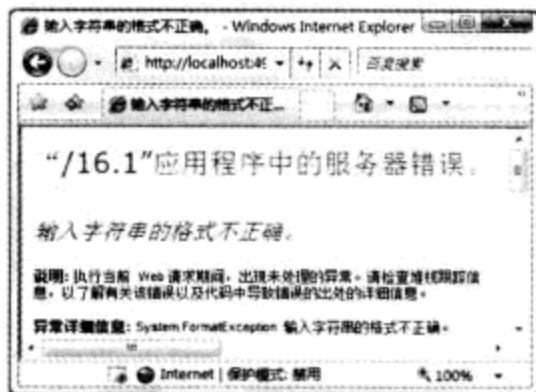 输入字符串的格式不正确。 - Windows Internet Explorer
http://localhost:49
百度搜索
输入字符串的格式不正...
“/16.1”应用程序中的服务器错误。
输入字符串的格式不正确。
说明: 执行当前 Web 请求期间，出现未处理的异常。请检查堆栈跟踪信
息，以了解有关该错误以及代码中导致错误的出处的详细信息。
异常详细信息: System.FormatException 输入字符串的格式不正确。
Internet | 保护模式: 禁用
100%